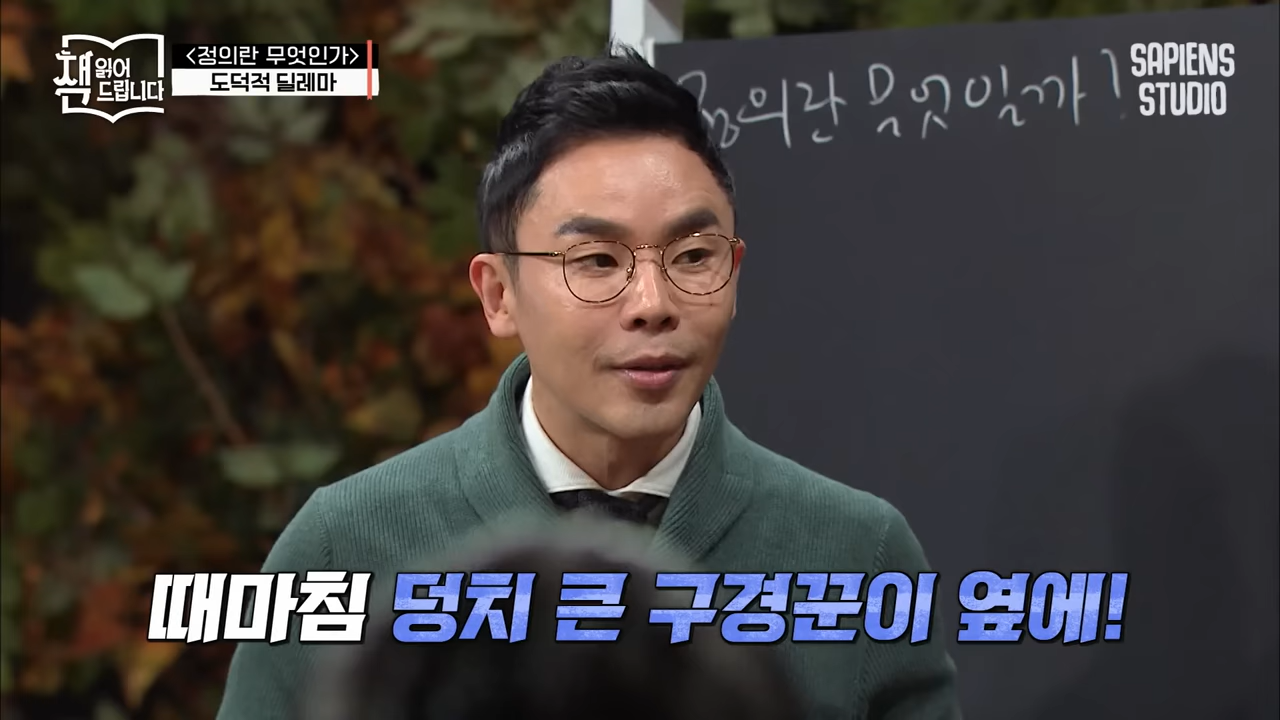 책 읽어
드립니다
<정의란 무엇인가>
도덕적 딜레마
정의란 무엇일까!
SAPIENS
STUDIO
때마침 덩치 큰 구경꾼이 옆에!